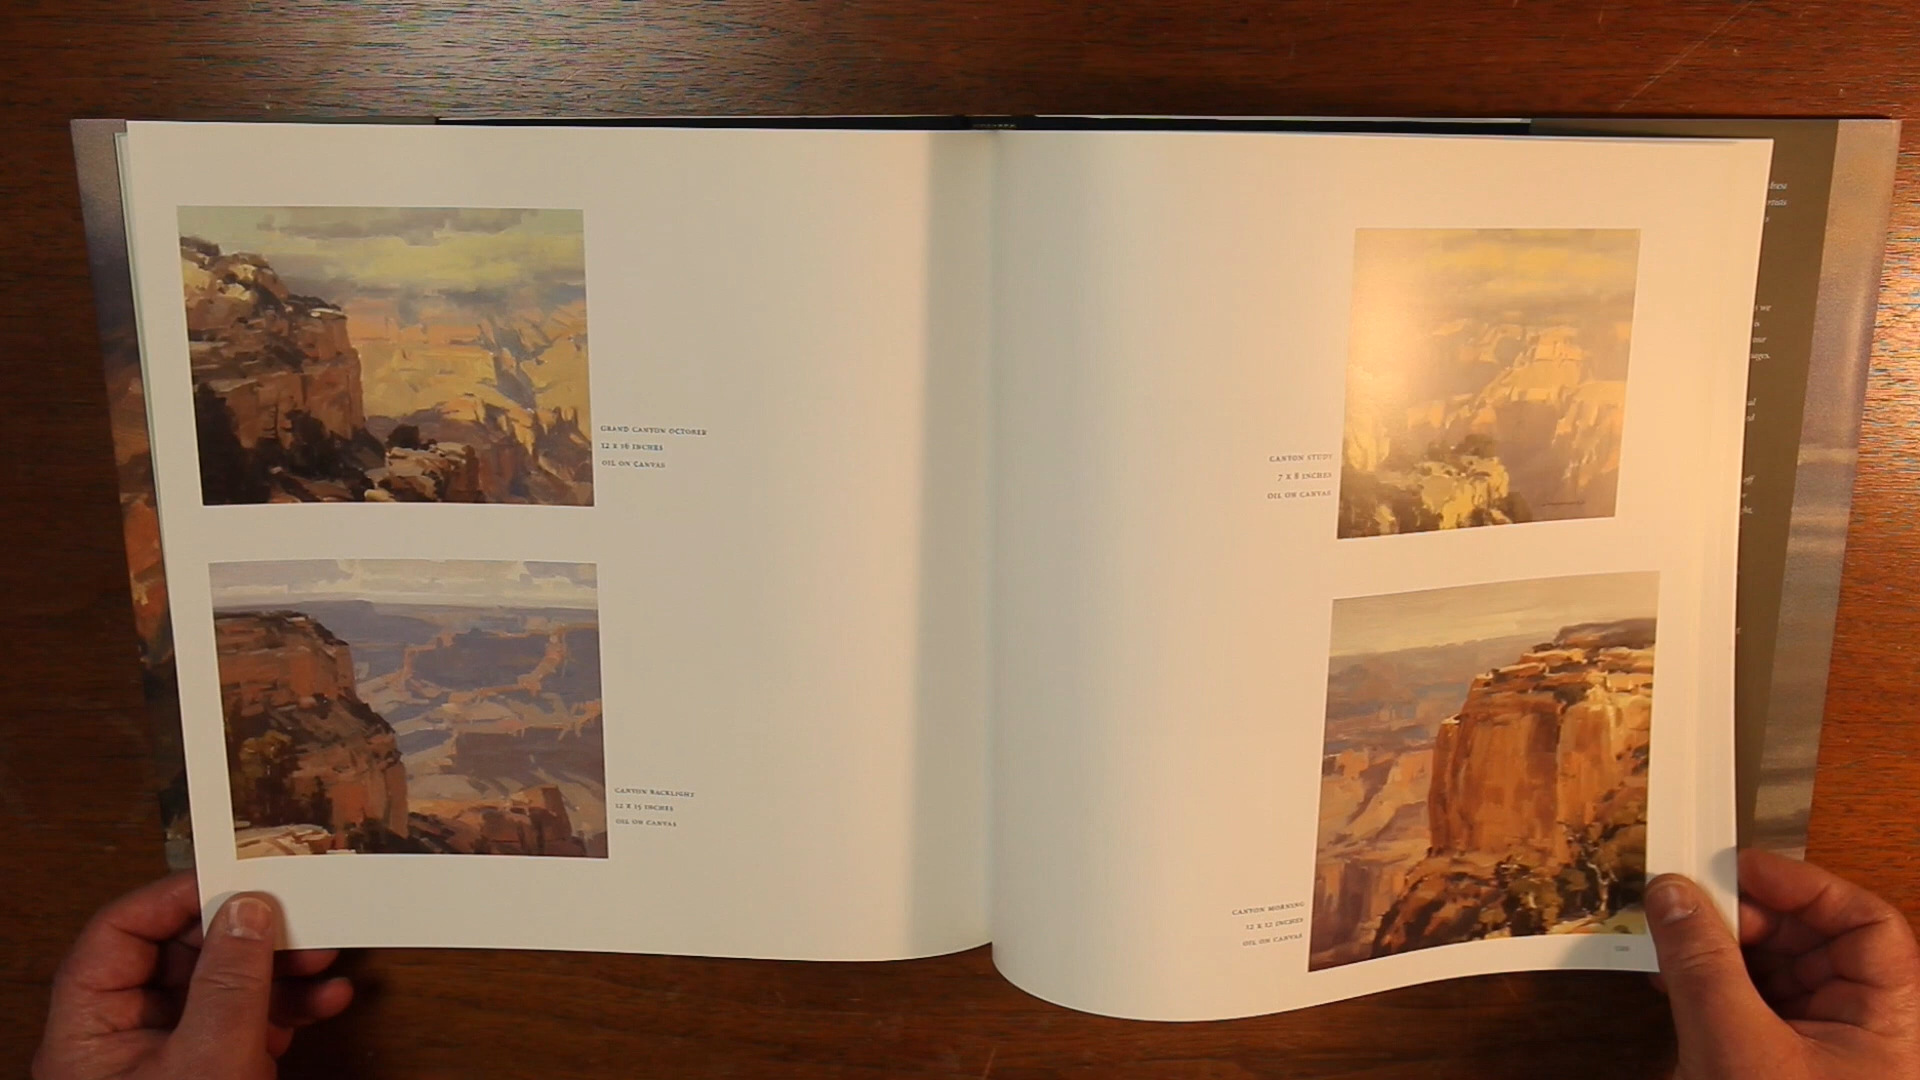 GRAND CANYON OCTOBER
12 X 16 INCHES
OIL ON CANVAS
CANYON BACKLIGHT
12 X 15 INCHES
OIL ON CANVAS
CANYON STUDY
7 X 8 INCHES
OIL ON CANVAS
CANYON MORNING
12 X 12 INCHES
OIL ON CANVAS